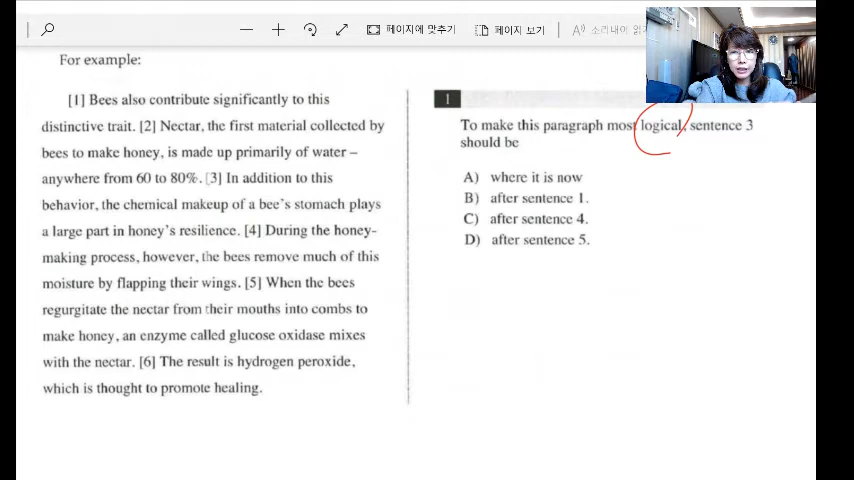 페이지에 맞추기
페이지 보기
소리내어 읽
For example:
[1] Bees also contribute significantly to this
distinctive trait. [2] Nectar, the first material collected by
bees to make honey, is made up primarily of water –
anywhere from 60 to 80%. [3] In addition to this
behavior, the chemical makeup of a bee's stomach plays
a large part in honey's resilience. [4] During the honey-
making process, however, the bees remove much of this
moisture by flapping their wings. [5] When the bees
regurgitate the nectar from their mouths into combs to
make honey, an enzyme called glucose oxidase mixes
with the nectar. [6] The result is hydrogen peroxide,
which is thought to promote healing.
1
To make this paragraph most logical, sentence 3
should be
A) where it is now
B) after sentence 1.
C) after sentence 4.
D) after sentence 5.